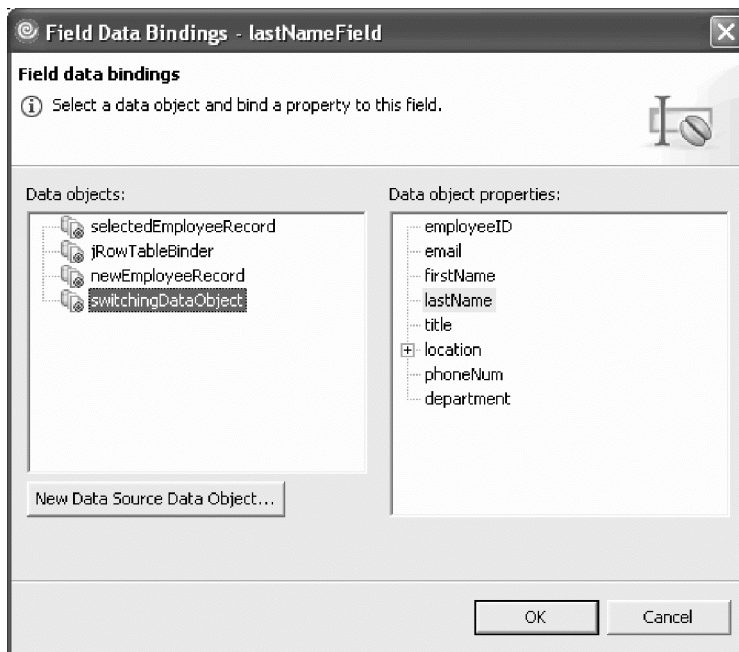 Field Data Bindings - lastNameField
Field data bindings
Select a data object and bind a property to this field.
Data objects:
selectedEmployeeRecord
jRowTableBinder
newEmployeeRecord
switchingDataObject
New Data Source Data Object...
Data object properties:
employeeID
email
firstName
lastName
title
location
phoneNum
department
OK
Cancel